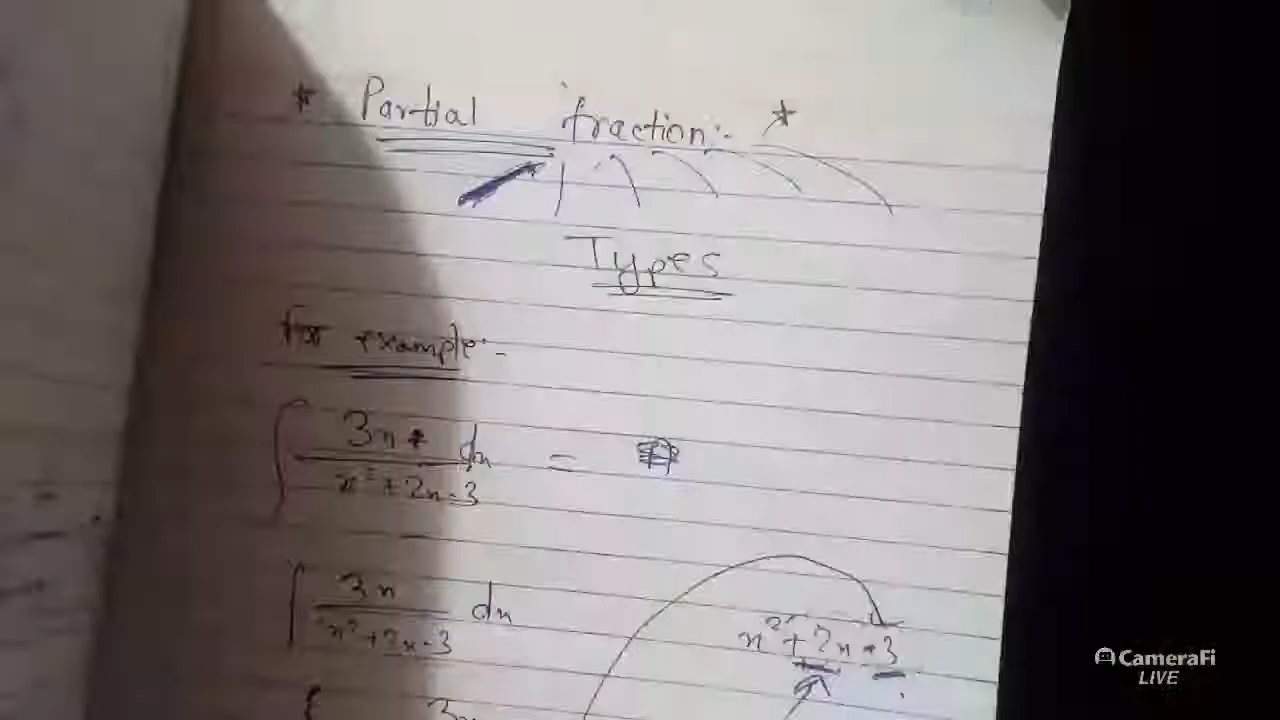 * Partial fraction:- *
Types
For example:-
∫ 3x dx =
x² + 2x - 3
∫ 3x dx
x² + 2x - 3
x² + 2x - 3
∫ 3x
CameraFi
LIVE